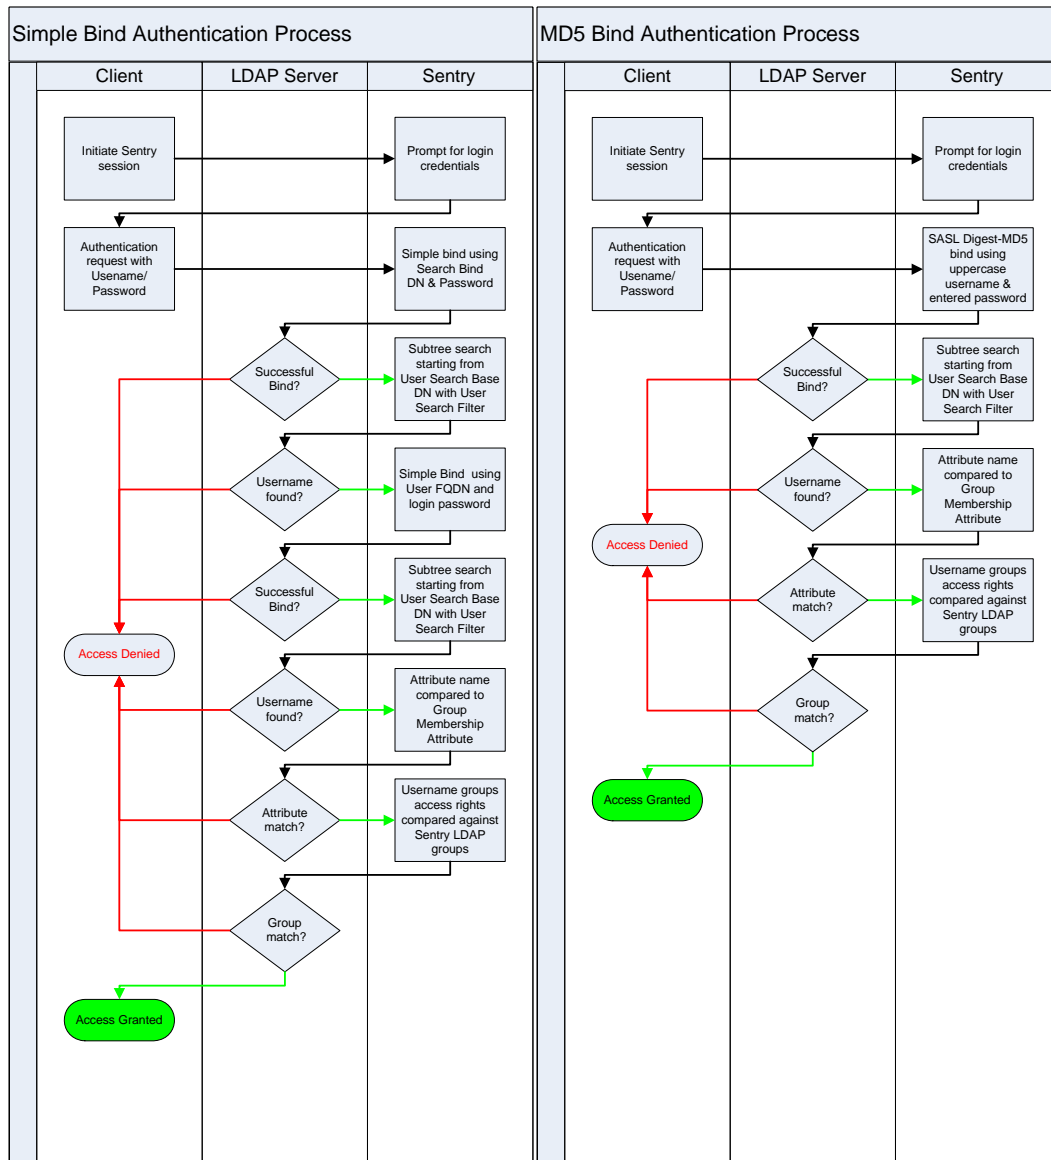 Simple Bind Authentication Process
Client
LDAP Server
Sentry
Initiate Sentry
session
Prompt for login
credentials
Authentication
request with
Usename/
Password
Simple bind using
Search Bind
DN & Password
Successful
Bind?
Subtree search
starting from
User Search Base
DN with User
Search Filter
Username
found?
Simple Bind  using
User FQDN and
login password
Successful
Bind?
Subtree search
starting from
User Search Base
DN with User
Search Filter
Access Denied
Username
found?
Attribute name
compared to
Group
Membership
Attribute
Attribute
match?
Username groups
access rights
compared against
Sentry LDAP
groups
Group
match?
Access Granted
MD5 Bind Authentication Process
Client
LDAP Server
Sentry
Initiate Sentry
session
Prompt for login
credentials
Authentication
request with
Usename/
Password
SASL Digest-MD5
bind using
uppercase
username &
entered password
Successful
Bind?
Subtree search
starting from
User Search Base
DN with User
Search Filter
Username
found?
Attribute name
compared to
Group
Membership
Attribute
Access Denied
Attribute
match?
Username groups
access rights
compared against
Sentry LDAP
groups
Group
match?
Access Granted